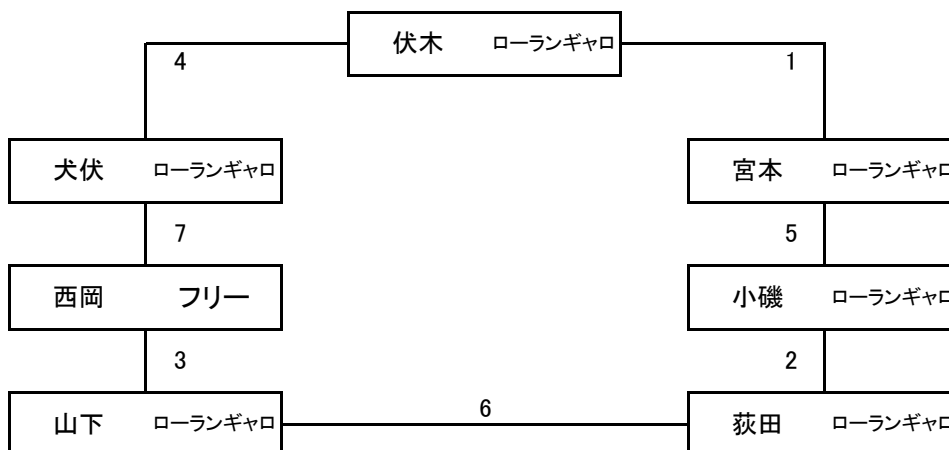 伏木 ローランギャロ
4 1
犬伏 ローランギャロ 宮本 ローランギャロ
7 5
西岡 フリー 小磯 ローランギャロ
3 2
山下 ローランギャロ 6 荻田 ローランギャロ